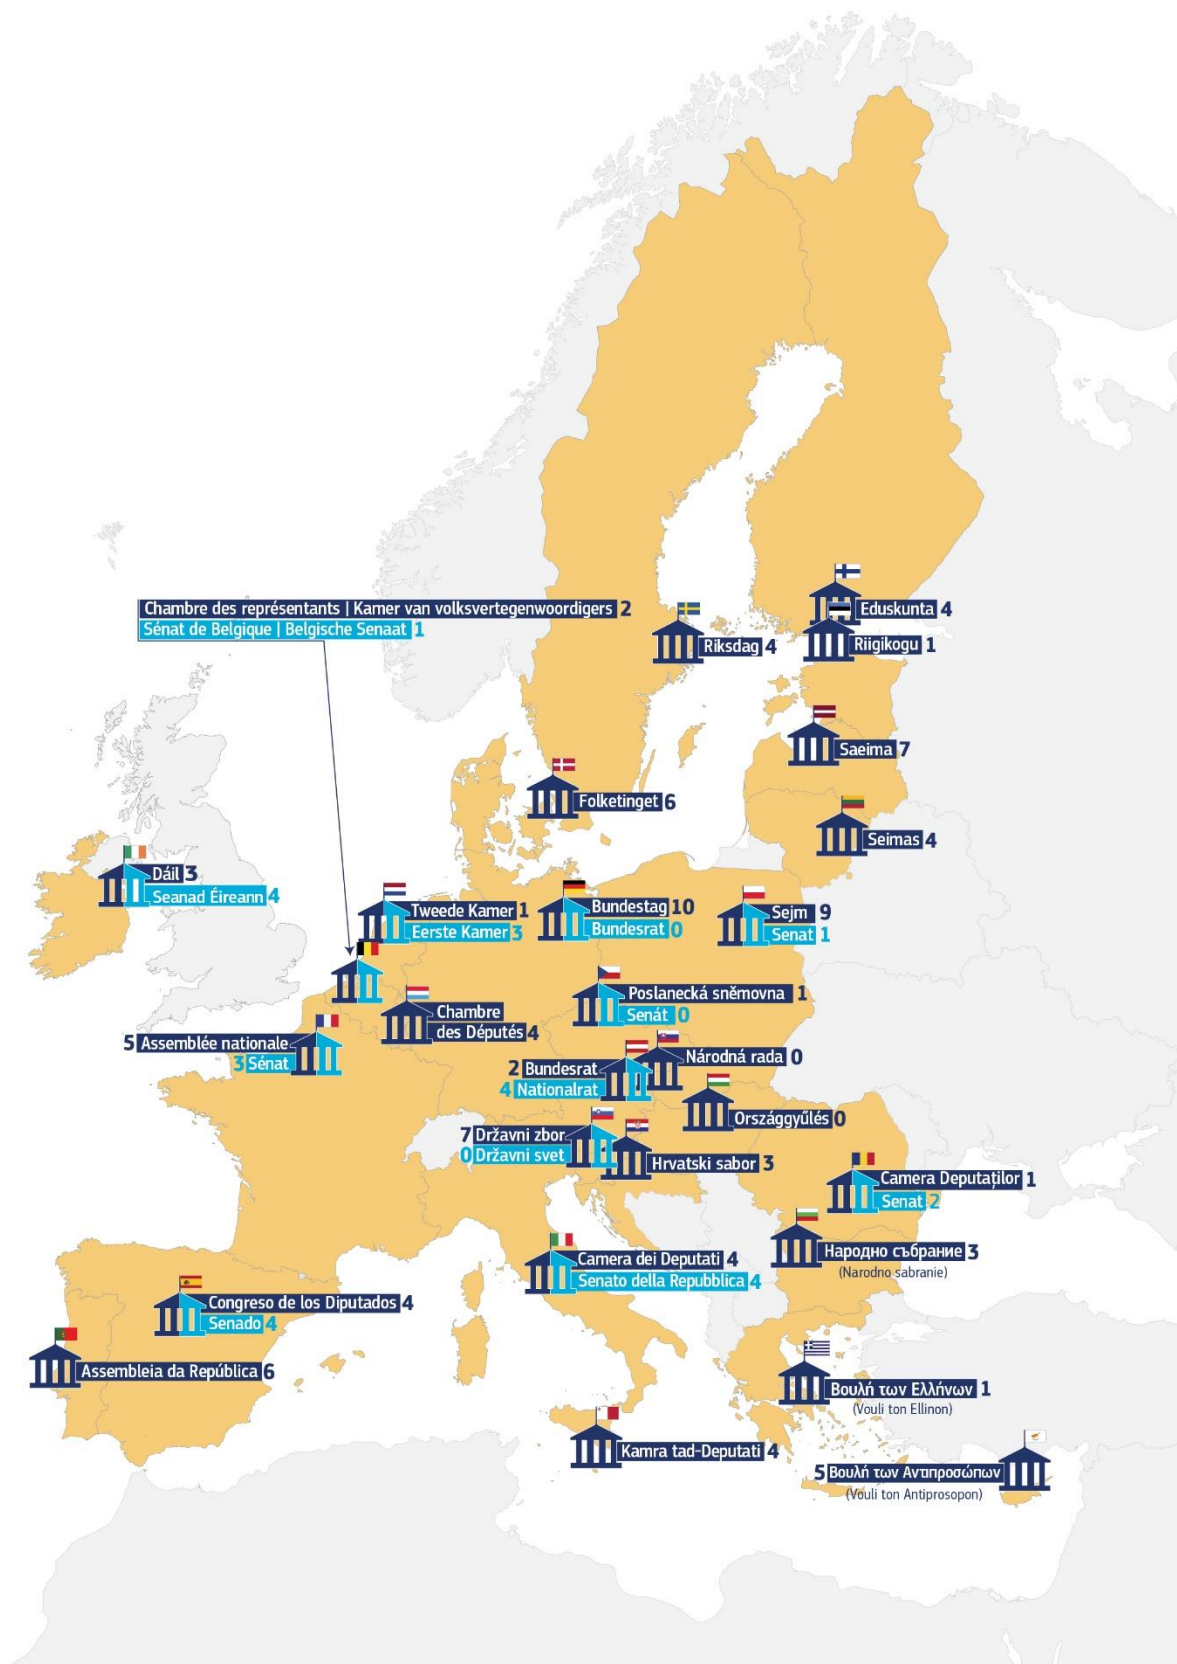 Eduskunta 4
Chambre des représentants | Kamer van volksvertegenwoordigers 2
Sénat de Belgique | Belgische Senaat 1
Riksdag 4
Riigikogu 1
Saeima 7
Folketinget 6
Seimas 4
Dáil 3
Seanad Éireann 4
Tweede Kamer 1
Eerste Kamer 3
Bundestag 10
Bundesrat 0
Sejm 9
Senat 1
Poslanecká sněmovna 1
Senát 0
Chambre
des Députés 4
5 Assemblée nationale
3 Sénat
2 Bundesrat
4 Nationalrat
Národná rada 0
Országgyűlés 0
7 Državni zbor
0 Državni svet
Hrvatski sabor 3
Camera Deputaților 1
Senat 2
Народно събрание 3
(Narodno sabranie)
Camera dei Deputati 4
Senato della Repubblica 4
Congreso de los Diputados 4
Senado 4
Assembleia da República 6
Βουλή των Ελλήνων 1
(Vouli ton Ellinon)
Kamra tad-Deputati 4
5 Βουλή των Αντιπροσώπων
(Vouli ton Antiprosopon)